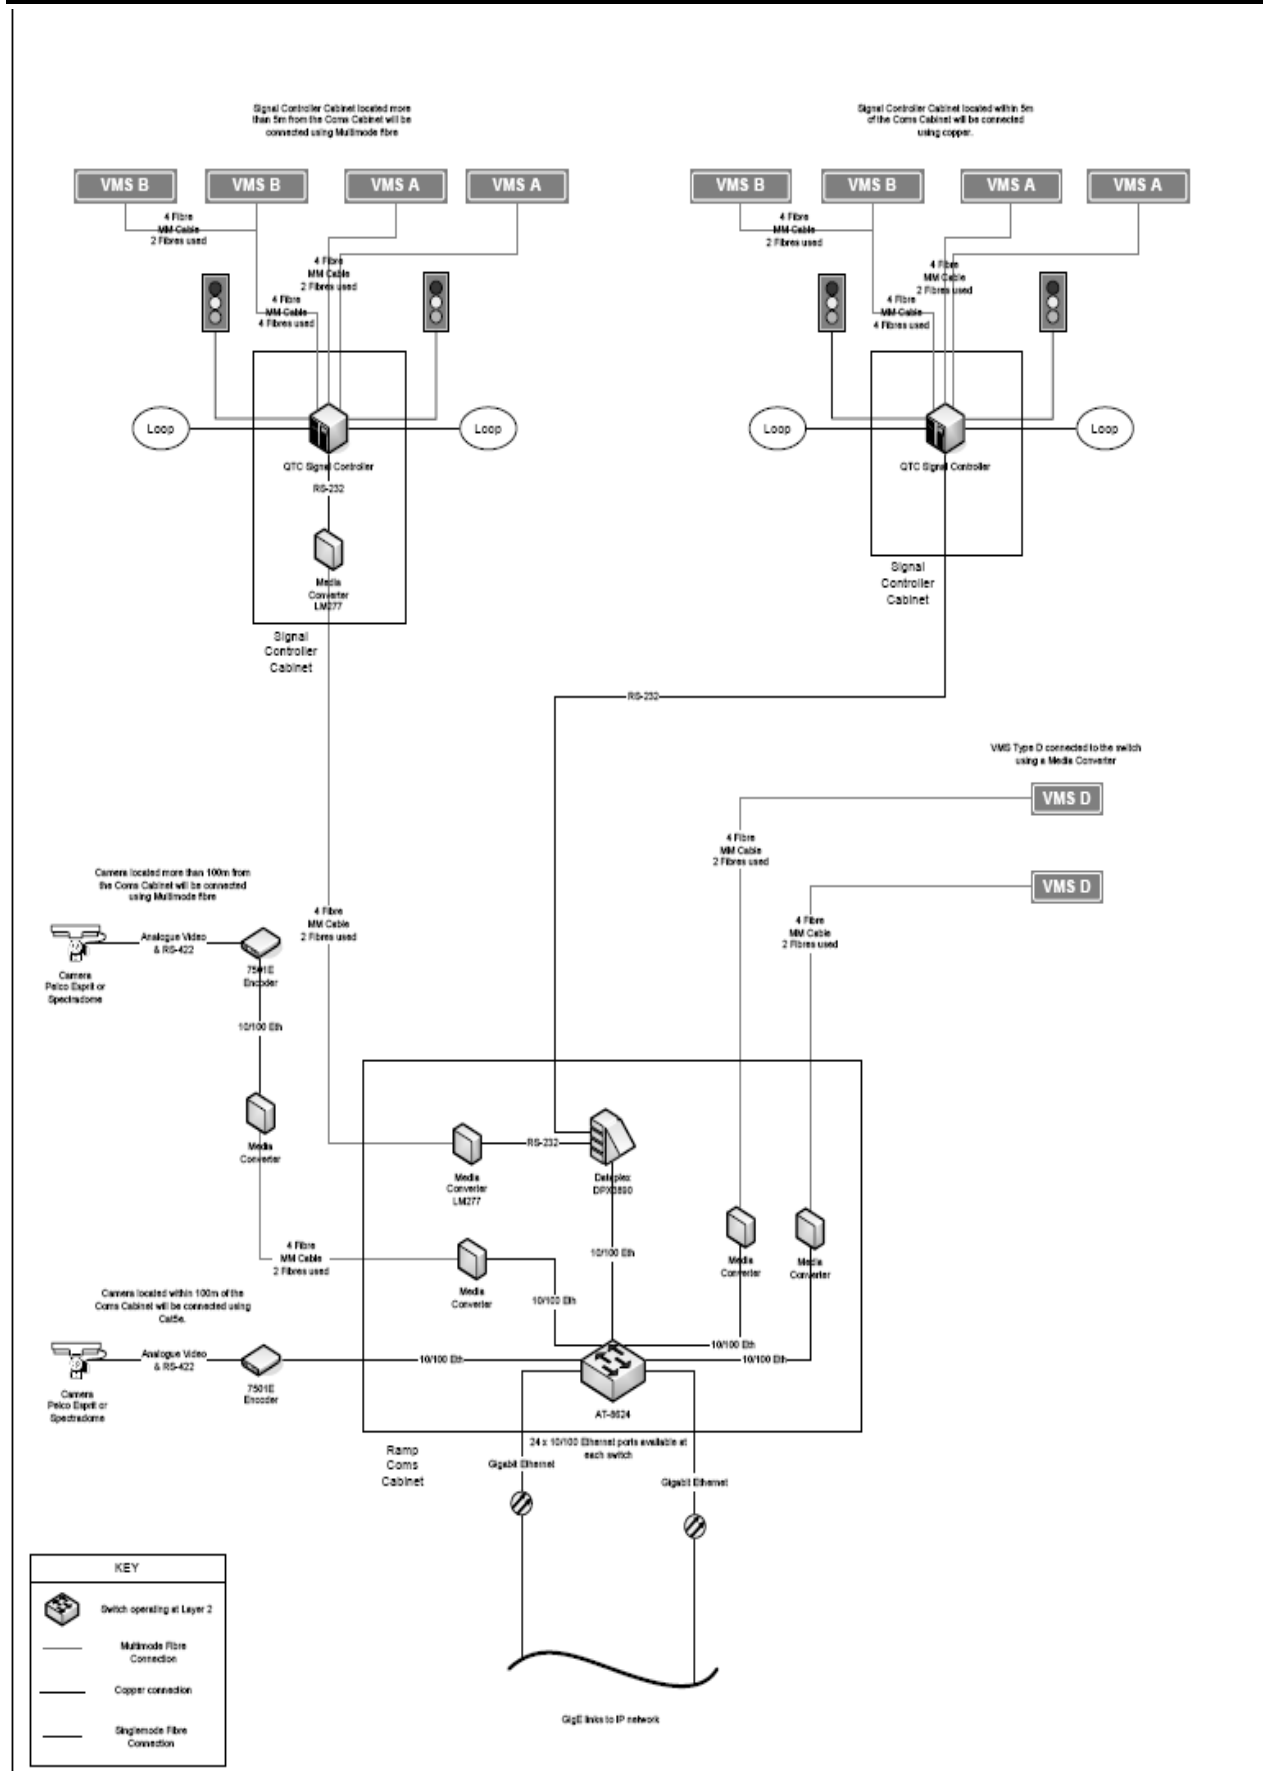 Signal Controller Cabinet located more
than 5m from the Coms Cabinet will be
connected using Multimode fibre
Signal Controller Cabinet located within 5m
of the Coms Cabinet will be connected
using copper.
VMS B
VMS B
VMS A
VMS A
VMS B
VMS B
VMS A
VMS A
4 Fibre
MM Cable
2 Fibres used
4 Fibre
MM Cable
2 Fibres used
4 Fibre
MM Cable
4 Fibres used
4 Fibre
MM Cable
2 Fibres used
4 Fibre
MM Cable
2 Fibres used
4 Fibre
MM Cable
4 Fibres used
Loop
Loop
QTC Signal Controller
RS-232
Media
Converter
LM277
Signal
Controller
Cabinet
Loop
Loop
QTC Signal Controller
Signal
Controller
Cabinet
RS-232
VMS Type D connected to the switch
using a Media Converter
VMS D
4 Fibre
MM Cable
2 Fibres used
VMS D
4 Fibre
MM Cable
2 Fibres used
Camera located more than 100m from
the Coms Cabinet will be connected
using Multimode fibre
4 Fibre
MM Cable
2 Fibres used
Analogue Video
& RS-422
Camera
Pelco Esprit or
Spectradome
7501E
Encoder
10/100 Eth
Media
Converter
RS-232
Media
Converter
LM277
Dataplex
DPX3890
4 Fibre
MM Cable
2 Fibres used
10/100 Eth
Media
Converter
Media
Converter
Media
Converter
10/100 Eth
Camera located within 100m of the
Coms Cabinet will be connected using
Cat5e.
10/100 Eth
Analogue Video
& RS-422
10/100 Eth
10/100 Eth
Camera
Pelco Esprit or
Spectradome
7501E
Encoder
AT-8624
24 x 10/100 Ethernet ports available at
each switch
Ramp
Coms
Cabinet
Gigabit Ethernet
Gigabit Ethernet
KEY
Switch operating at Layer 2
Multimode Fibre
Connection
Copper connection
Singlemode Fibre
Connection
GigE links to IP network